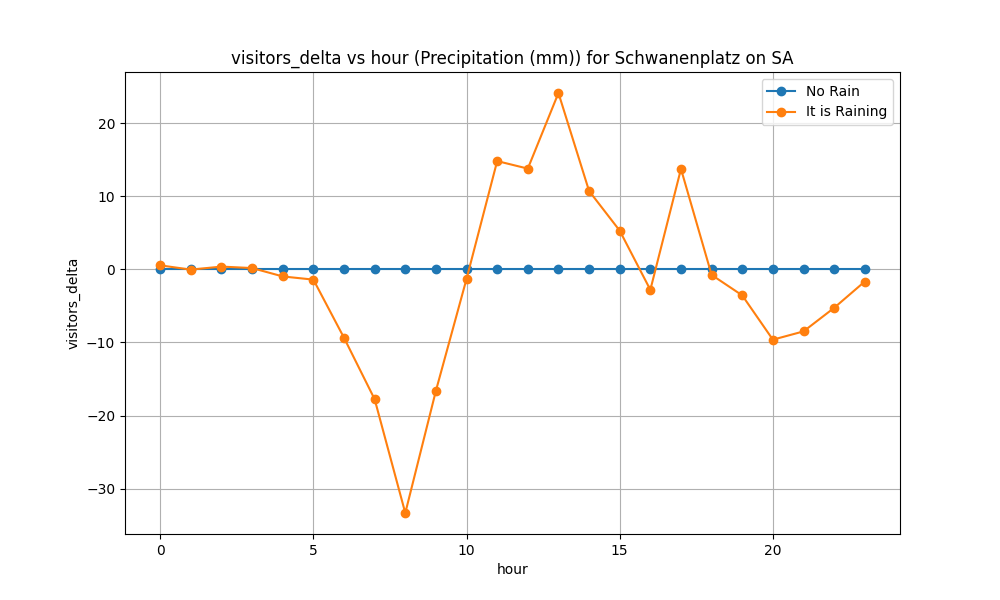 visitors_delta vs hour (Precipitation (mm)) for Schwanenplatz on SA
No Rain
It is Raining
visitors_delta
20
10
0
−10
−20
−30
0
5
10
15
20
hour